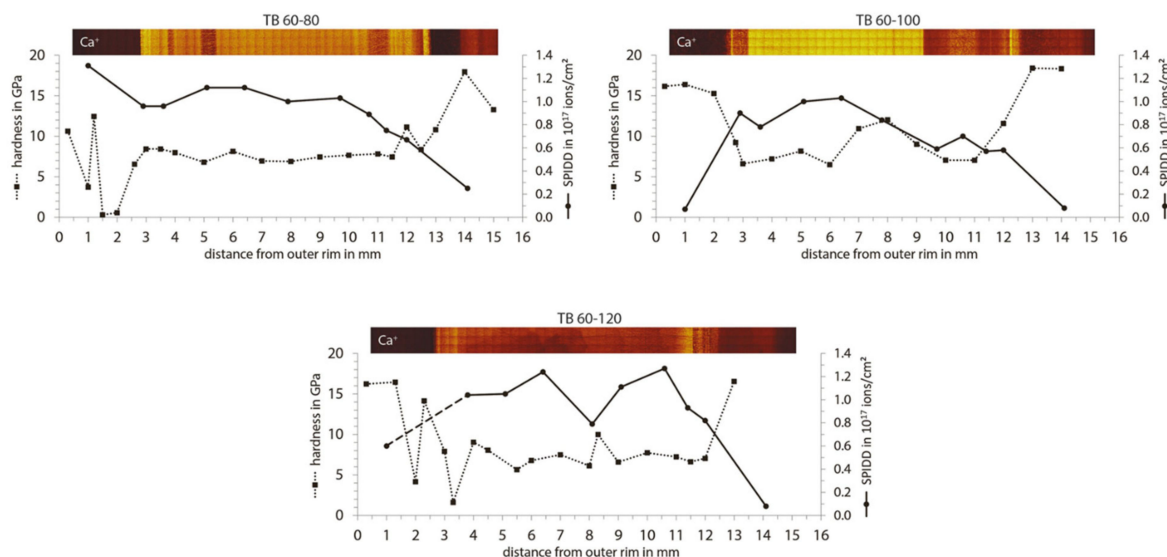 TB 60-80
Ca⁺
hardness in GPa
20
15
10
5
0
1.4
1.2
1.0
0.8
0.6
0.4
0.2
0.0
SPIDD in 10¹⁷ ions/cm²
0 1 2 3 4 5 6 7 8 9 10 11 12 13 14 15 16
distance from outer rim in mm
TB 60-100
Ca⁺
hardness in GPa
20
15
10
5
0
1.4
1.2
1.0
0.8
0.6
0.4
0.2
0.0
SPIDD in 10¹⁷ ions/cm²
0 1 2 3 4 5 6 7 8 9 10 11 12 13 14 15 16
distance from outer rim in mm
TB 60-120
Ca⁺
hardness in GPa
20
15
10
5
0
1.4
1.2
1.0
0.8
0.6
0.4
0.2
0.0
SPIDD in 10¹⁷ ions/cm²
0 1 2 3 4 5 6 7 8 9 10 11 12 13 14 15 16
distance from outer rim in mm